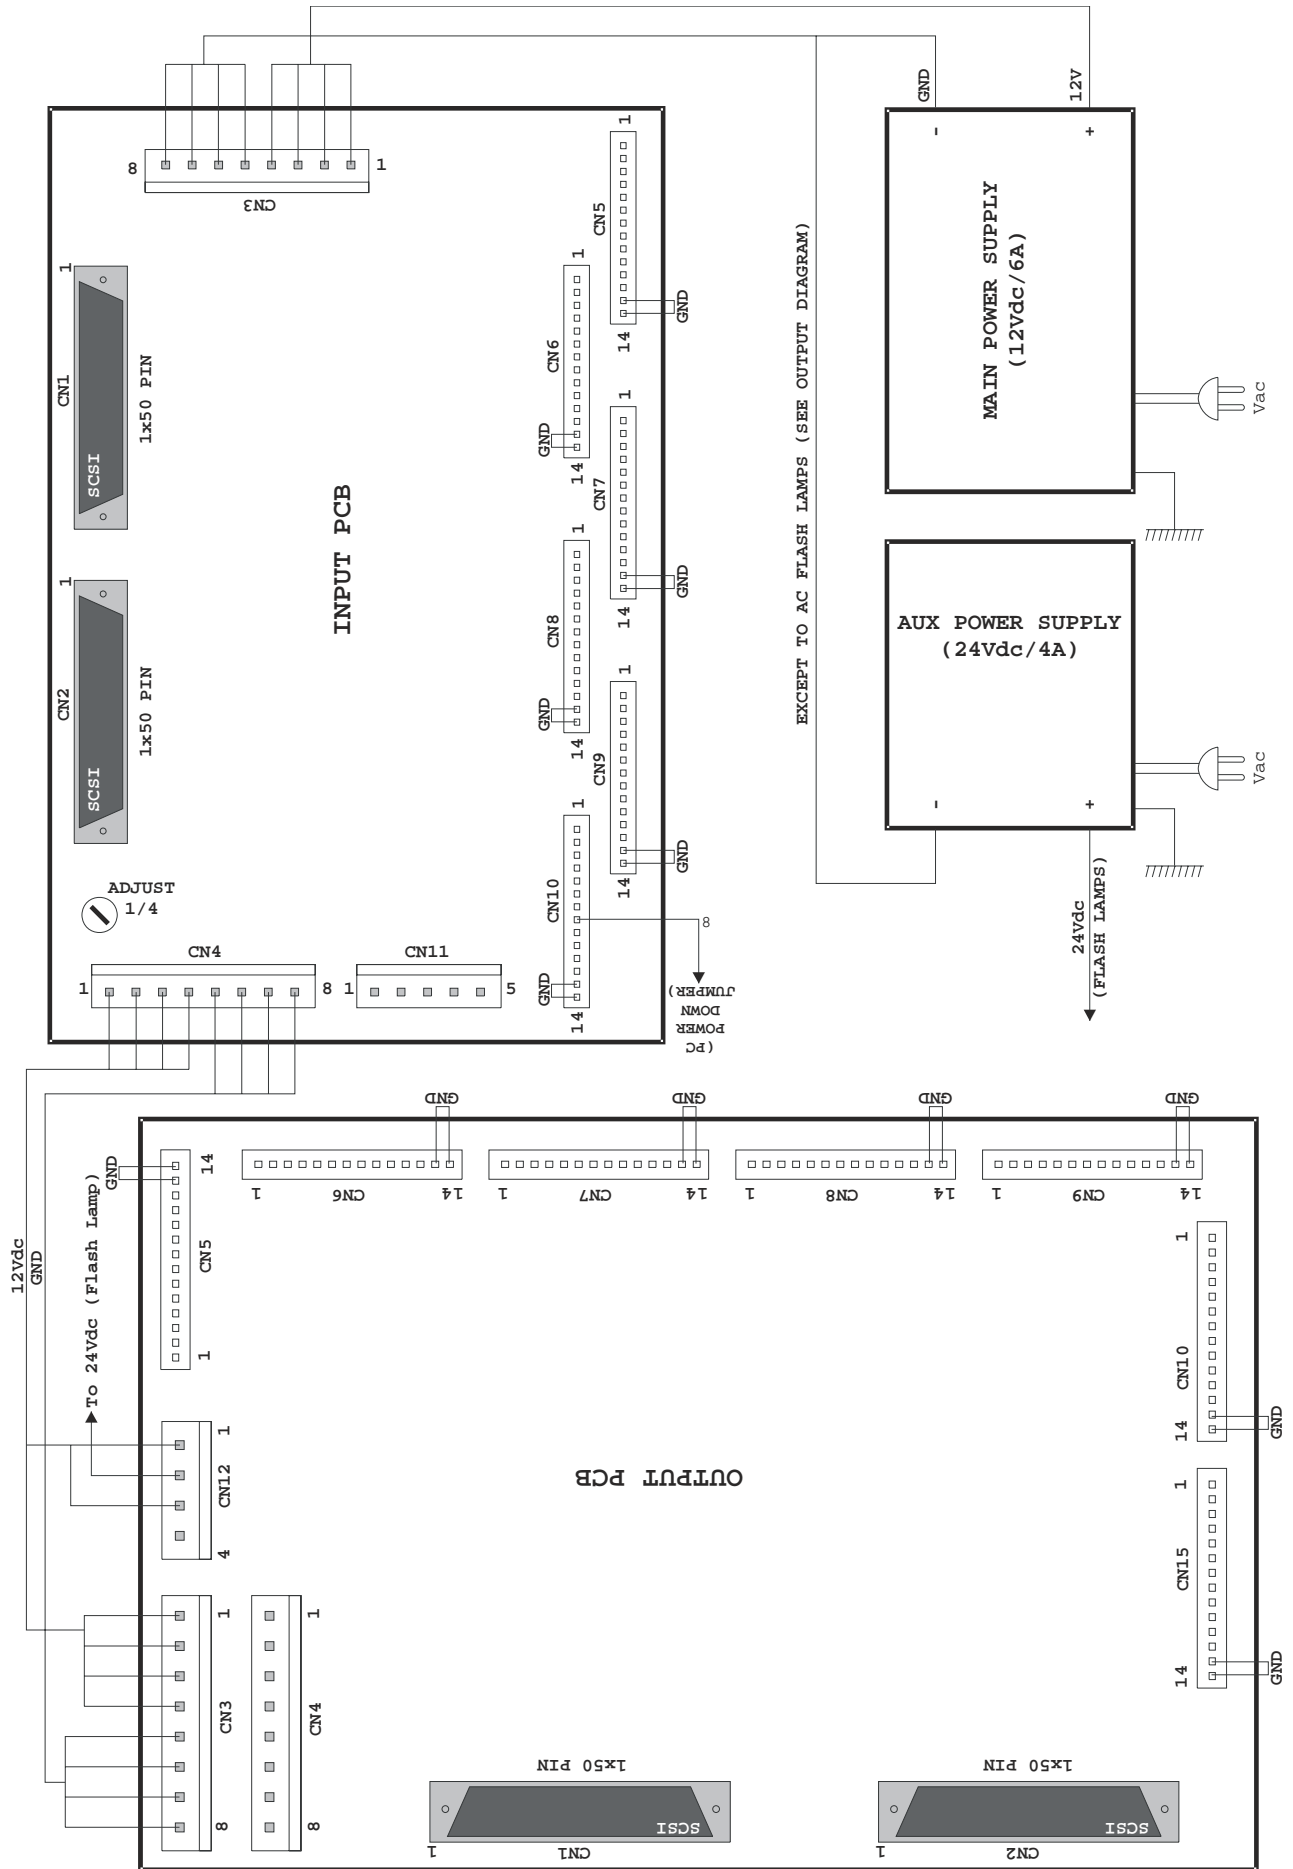 GND
12V
-
+
MAIN POWER SUPPLY
(12Vdc/6A)
Vac
AUX POWER SUPPLY
(24Vdc/4A)
-
+
Vac
24Vdc
(FLASH LAMPS)
EXCEPT TO AC FLASH LAMPS (SEE OUTPUT DIAGRAM)
8
1
CN3
1
CN1
SCSI
1x50 PIN
1
CN2
SCSI
1x50 PIN
INPUT PCB
1
CN5
14
GND
1
CN6
14
GND
1
CN7
14
GND
1
CN8
14
GND
1
CN9
14
GND
1
CN10
14
GND
8
(PC
POWER
DOWN
JUMPER)
ADJUST
1/4
CN4
1
8
CN11
1
5
12Vdc
GND
To 24Vdc (Flash Lamp)
GND
14
CN5
1
GND
1
CN6
14
GND
1
CN7
14
GND
1
CN8
14
GND
1
CN9
14
1
CN10
14
GND
1
CN15
14
GND
1
CN12
4
OUTPUT PCB
1
CN3
8
1
CN4
8
1x50 PIN
SCSI
1
CN1
1x50 PIN
SCSI
1
CN2